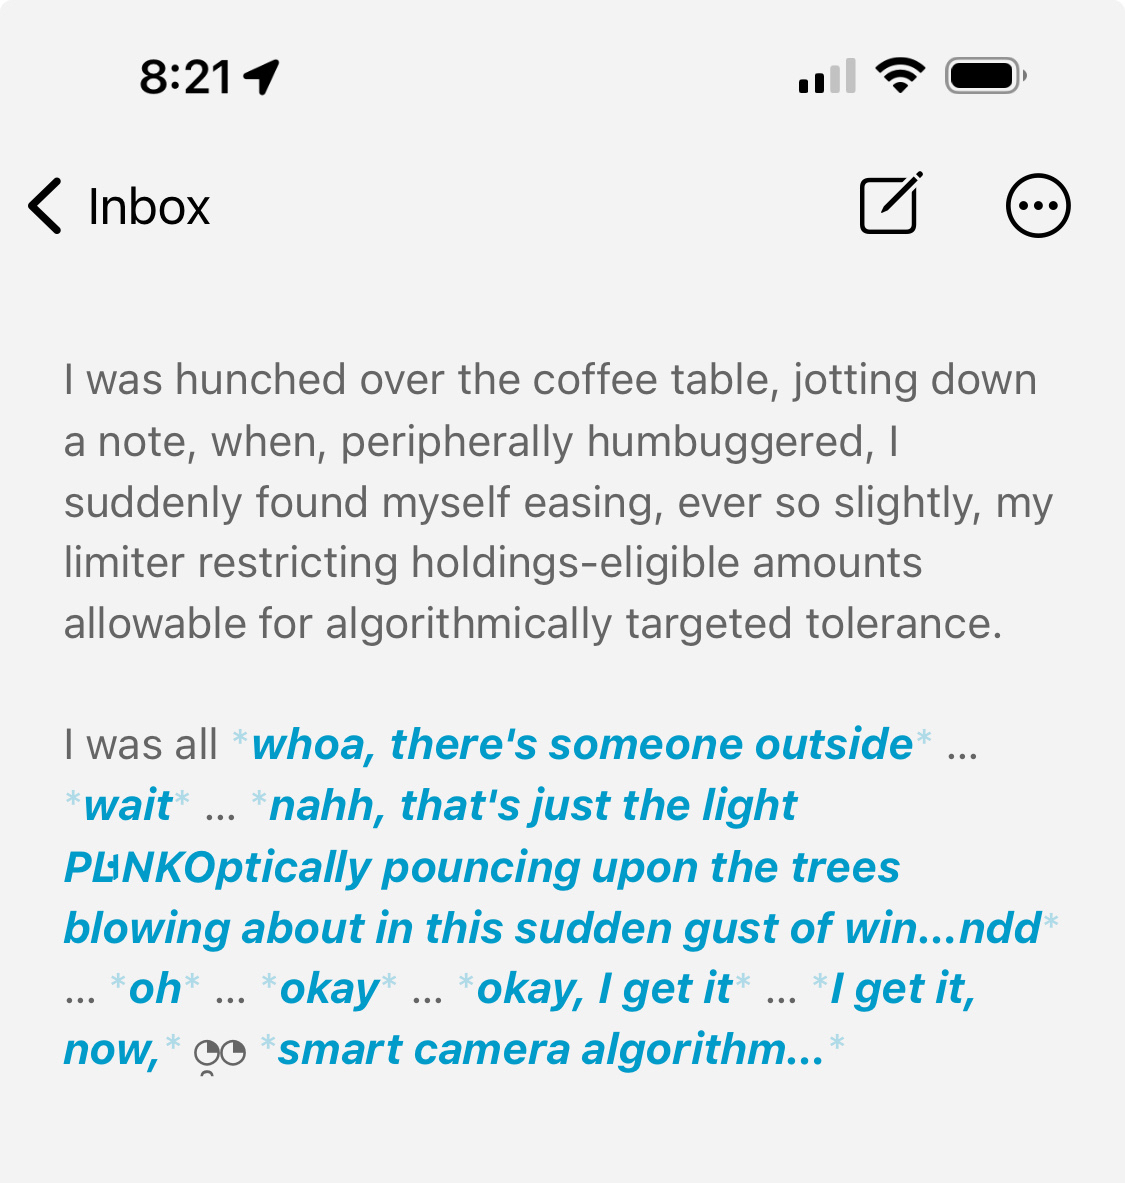 8:21
Inbox
I was hunched over the coffee table, jotting down
a note, when, peripherally humbuggered, I
suddenly found myself easing, ever so slightly, my
limiter restricting holdings-eligible amounts
allowable for algorithmically targeted tolerance.
I was all *whoa, there's someone outside* ...
*wait* ... *nahh, that's just the light
optically pouncing upon the trees
blowing about in this sudden gust of win...ndd*
... *oh* ... *okay* ... *okay, I get it* ... *I get it,
now,* ◔̯◔ *smart camera algorithm...*